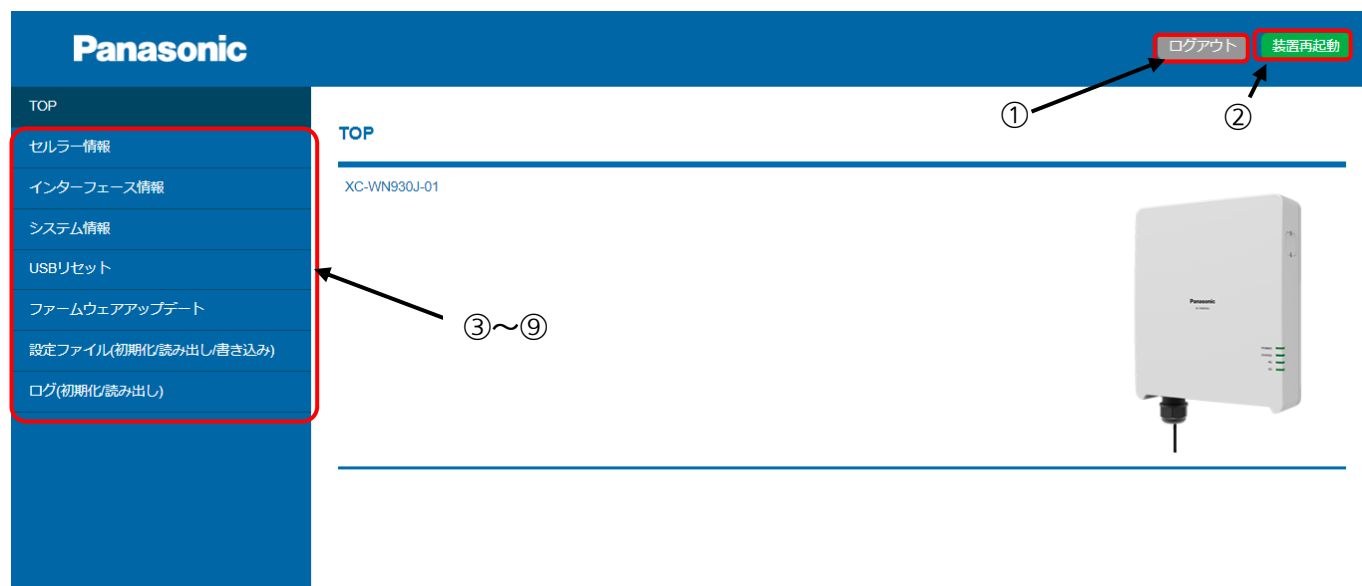 Panasonic
ログアウト
装置再起動
①
②
TOP
セルラー情報
インターフェース情報
システム情報
USBリセット
ファームウェアアップデート
設定ファイル(初期化/読み出し/書き込み)
ログ(初期化/読み出し)
③～⑨
TOP
XC-WN930J-01
Panasonic